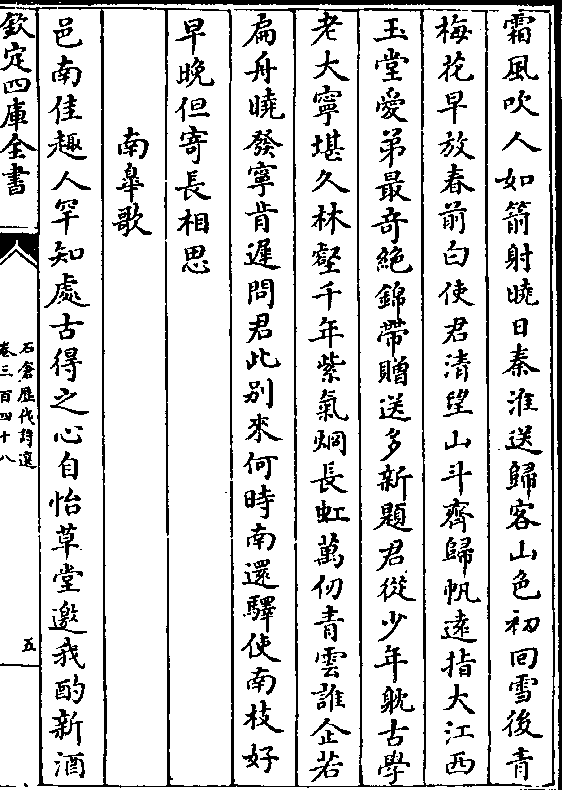 霜風吹人如箭射曉日秦淮送歸客山色初回雪後青
梅花早放春前白使君清望山斗齊歸帆遠指大江西
玉堂愛弟最奇絶錦帶贈送多新題君從少年躭古學
老大寧堪久林壑千年紫氣烱長虹萬仞青雲誰企若
扁舟曉發寧肯遲問君此别來何時南還驛使南枝好
早晚但寄長相思
南臯歌
邑南佳趣人罕知處古得之心自怡草堂邀我酌新酒
欽定四庫全書
石倉歴代詩選
卷三百四十八
五